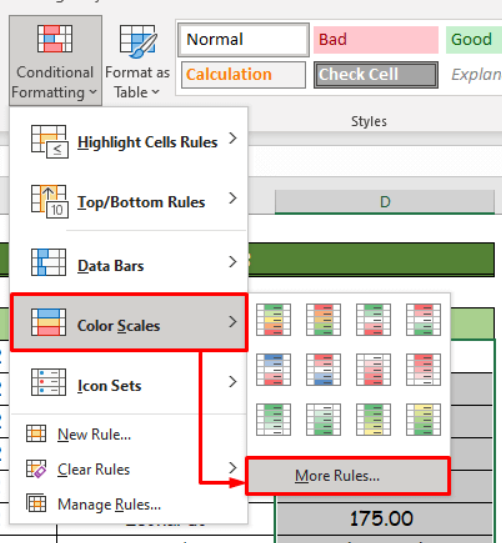 Normal
Bad
Good
Conditional
Formatting
Format as
Table
Calculation
Check Cell
Explan
Styles
Highlight Cells Rules
Top/Bottom Rules
10
D
Data Bars
Color Scales
Icon Sets
New Rule...
Clear Rules
More Rules...
Manage Rules...
175.00